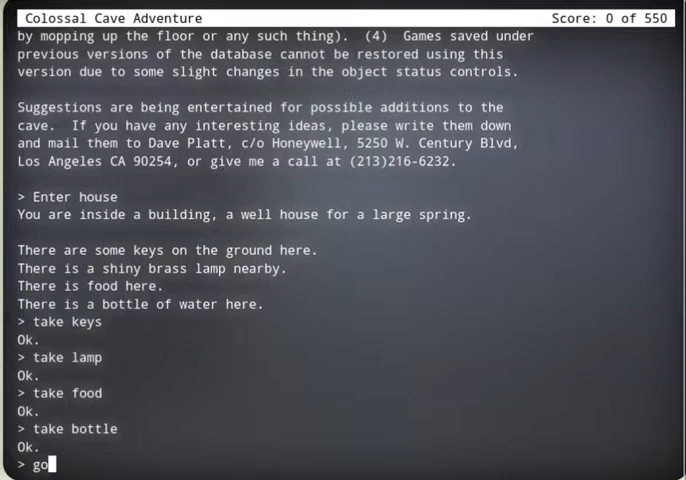 Colossal Cave Adventure Score: 0 of 550
by mopping up the floor or any such thing). (4) Games saved under
previous versions of the database cannot be restored using this
version due to some slight changes in the object status controls.
Suggestions are being entertained for possible additions to the
cave. If you have any interesting ideas, please write them down
and mail them to Dave Platt, c/o Honeywell, 5250 W. Century Blvd,
Los Angeles CA 90254, or give me a call at (213)216-6232.
> Enter house
You are inside a building, a well house for a large spring.
There are some keys on the ground here.
There is a shiny brass lamp nearby.
There is food here.
There is a bottle of water here.
> take keys
Ok.
> take lamp
Ok.
> take food
Ok.
> take bottle
Ok.
> go